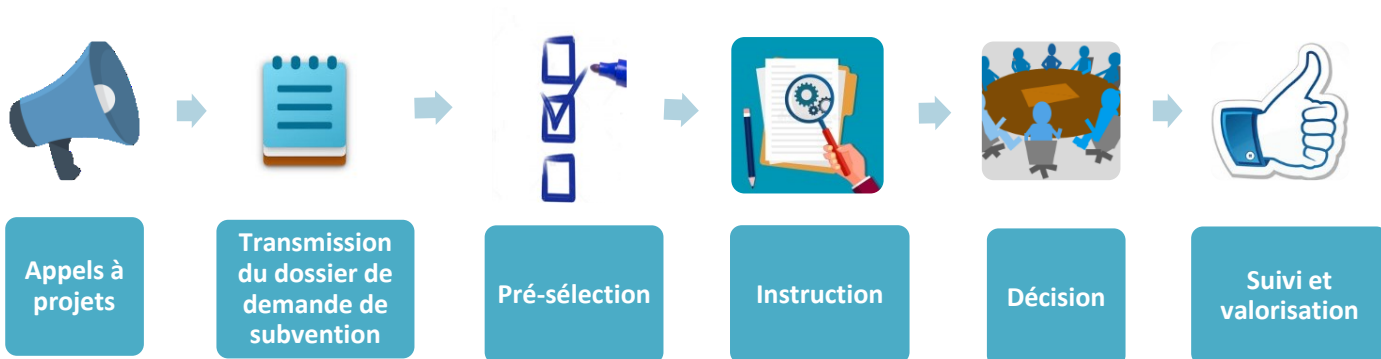 Appels à
projets
Transmission
du dossier de
demande de
subvention
Pré-sélection
Instruction
Décision
Suivi et
valorisation